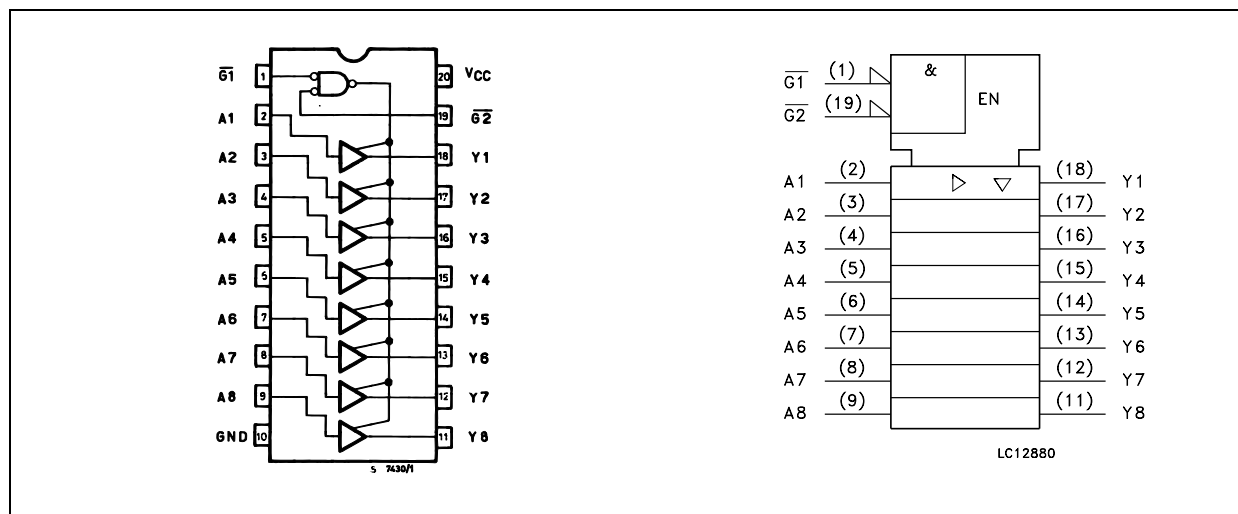 G1 1 20 VCC
A1 2 19 G2
A2 3 18 Y1
A3 4 17 Y2
A4 5 16 Y3
A5 6 15 Y4
A6 7 14 Y5
A7 8 13 Y6
A8 9 12 Y7
GND 10 11 Y8
S 7430/1
G1 (1) & EN
G2 (19)
A1 (2) (18) Y1
A2 (3) (17) Y2
A3 (4) (16) Y3
A4 (5) (15) Y4
A5 (6) (14) Y5
A6 (7) (13) Y6
A7 (8) (12) Y7
A8 (9) (11) Y8
LC12880